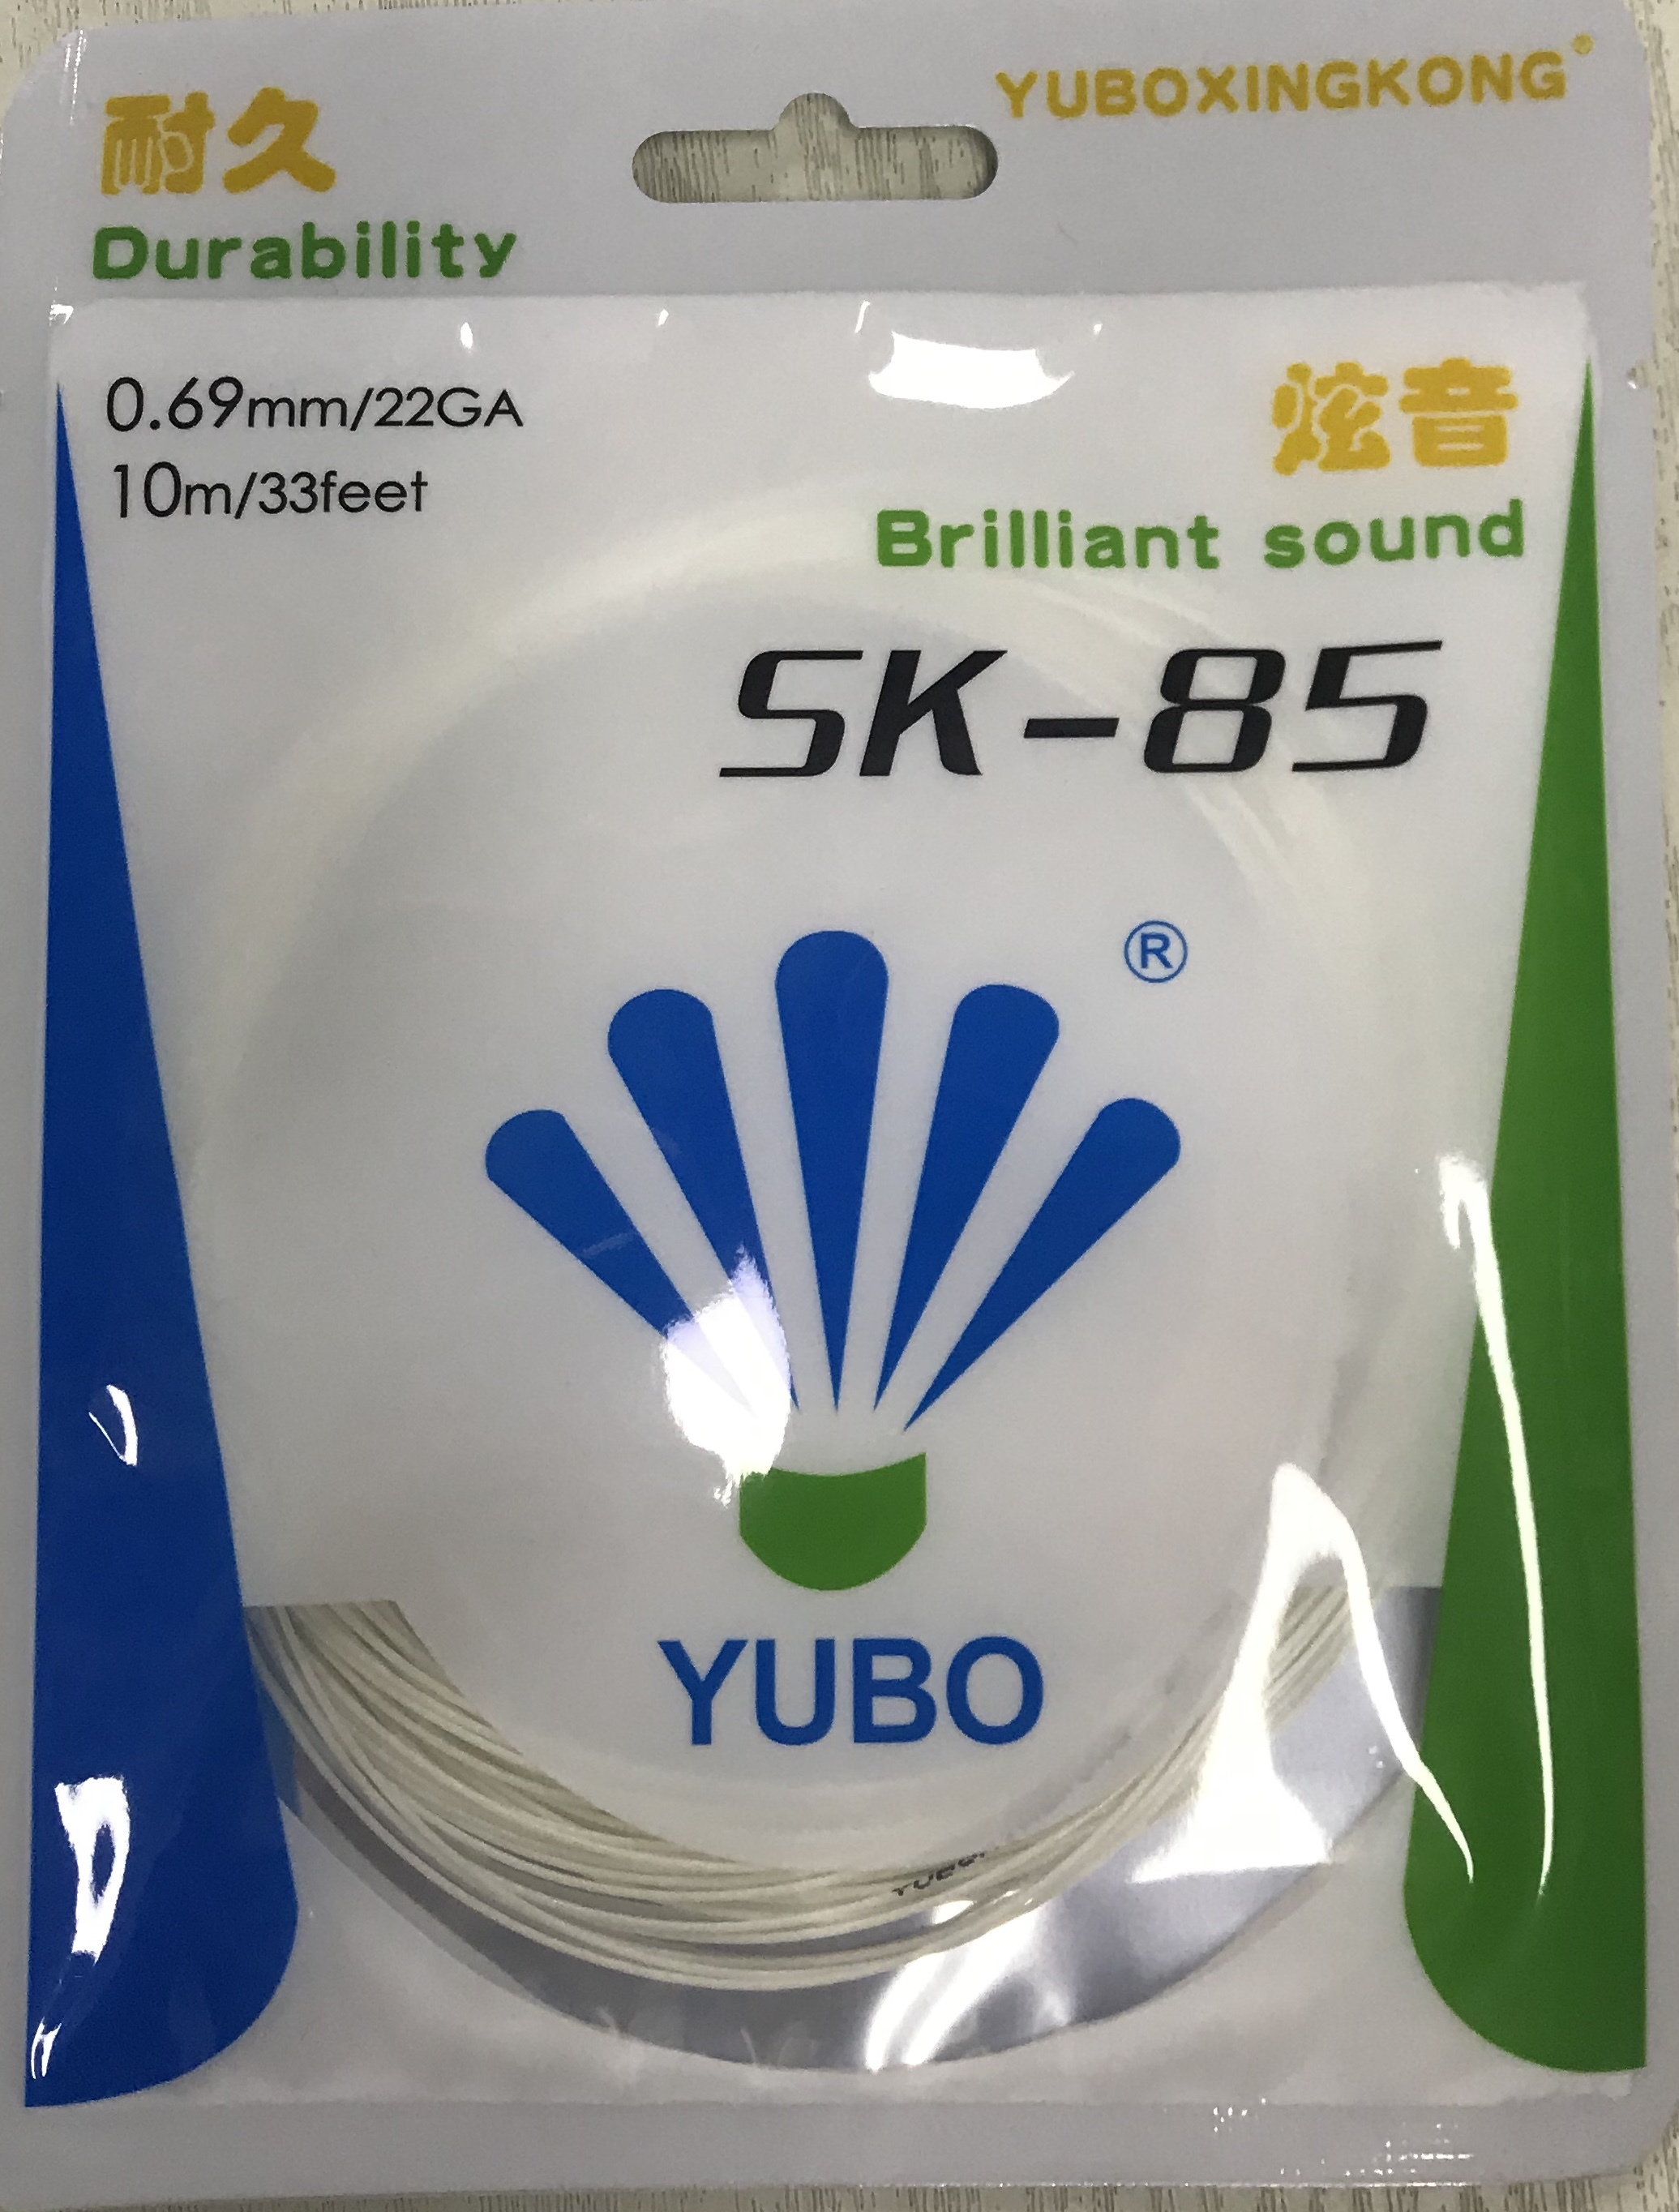 YUBOXINGKONG
耐久
Durability
0.69mm/22GA
10m/33feet
炫音
Brilliant sound
SK-85
®
YUBO